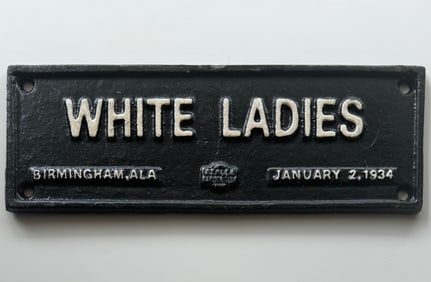 WHITE LADIES
BIRMINGHAM,ALA JANUARY 2,1934